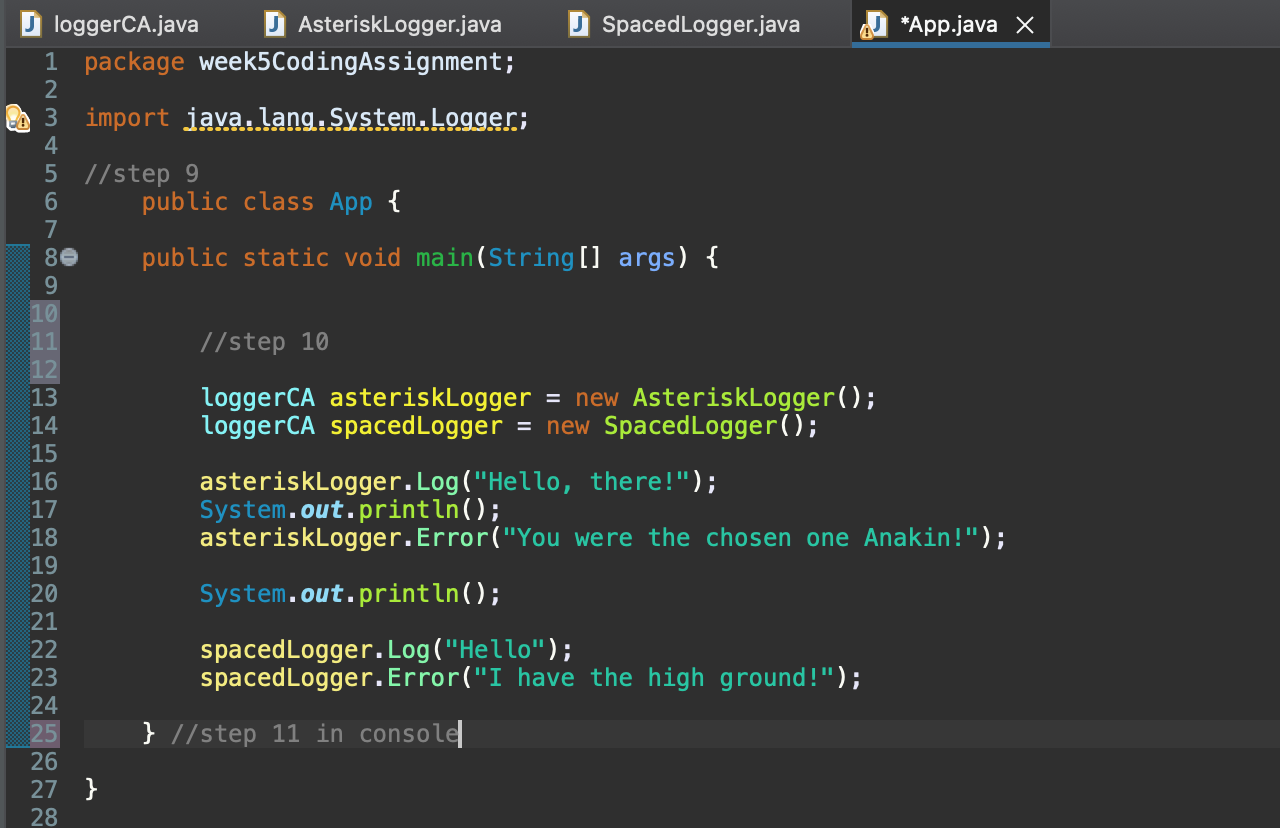 loggerCA.java AsteriskLogger.java SpacedLogger.java *App.java
1 package week5CodingAssignment;
2
3 import java.lang.System.Logger;
4
5 //step 9
6 public class App {
7
8 public static void main(String[] args) {
9
10
11 //step 10
12
13 loggerCA asteriskLogger = new AsteriskLogger();
14 loggerCA spacedLogger = new SpacedLogger();
15
16 asteriskLogger.Log("Hello, there!");
17 System.out.println();
18 asteriskLogger.Error("You were the chosen one Anakin!");
19
20 System.out.println();
21
22 spacedLogger.Log("Hello");
23 spacedLogger.Error("I have the high ground!");
24
25 } //step 11 in console
26
27 }
28